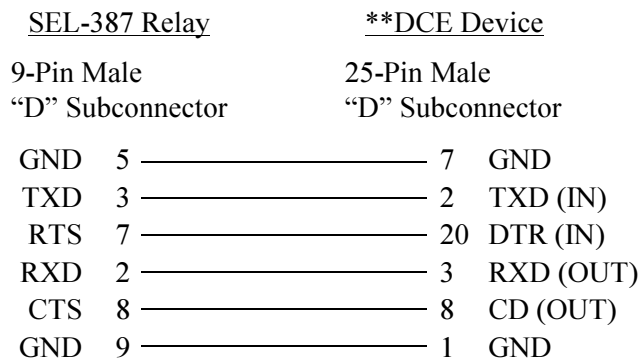 SEL-387 Relay **DCE Device
9-Pin Male 25-Pin Male
“D” Subconnector “D” Subconnector
GND 5 7 GND
TXD 3 2 TXD (IN)
RTS 7 20 DTR (IN)
RXD 2 3 RXD (OUT)
CTS 8 8 CD (OUT)
GND 9 1 GND